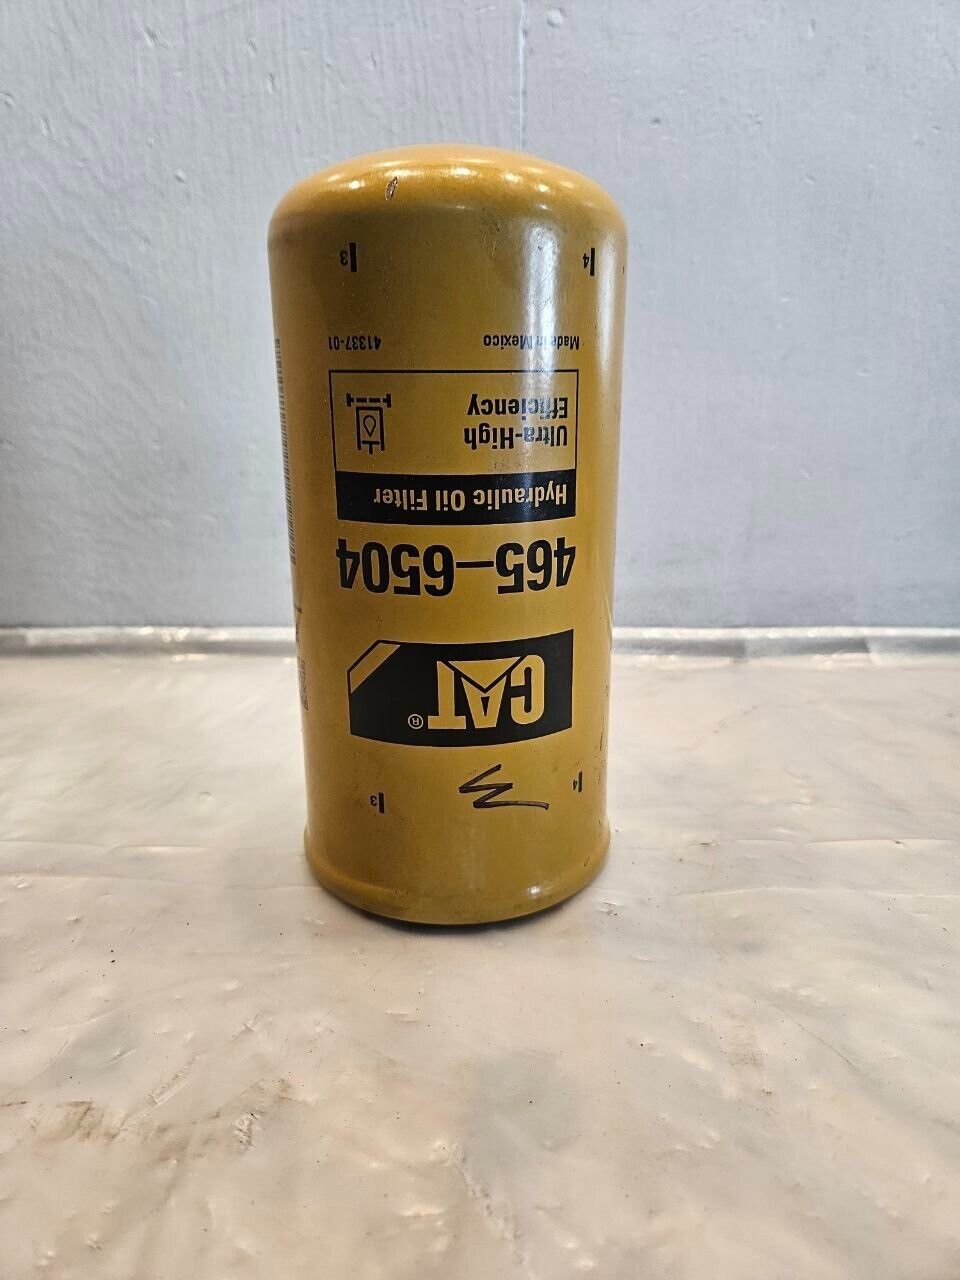 3
4
CAT®
465-6504
Hydraulic Oil Filter
Ultra-High
Efficiency
Made in Mexico
41337-01
4
3